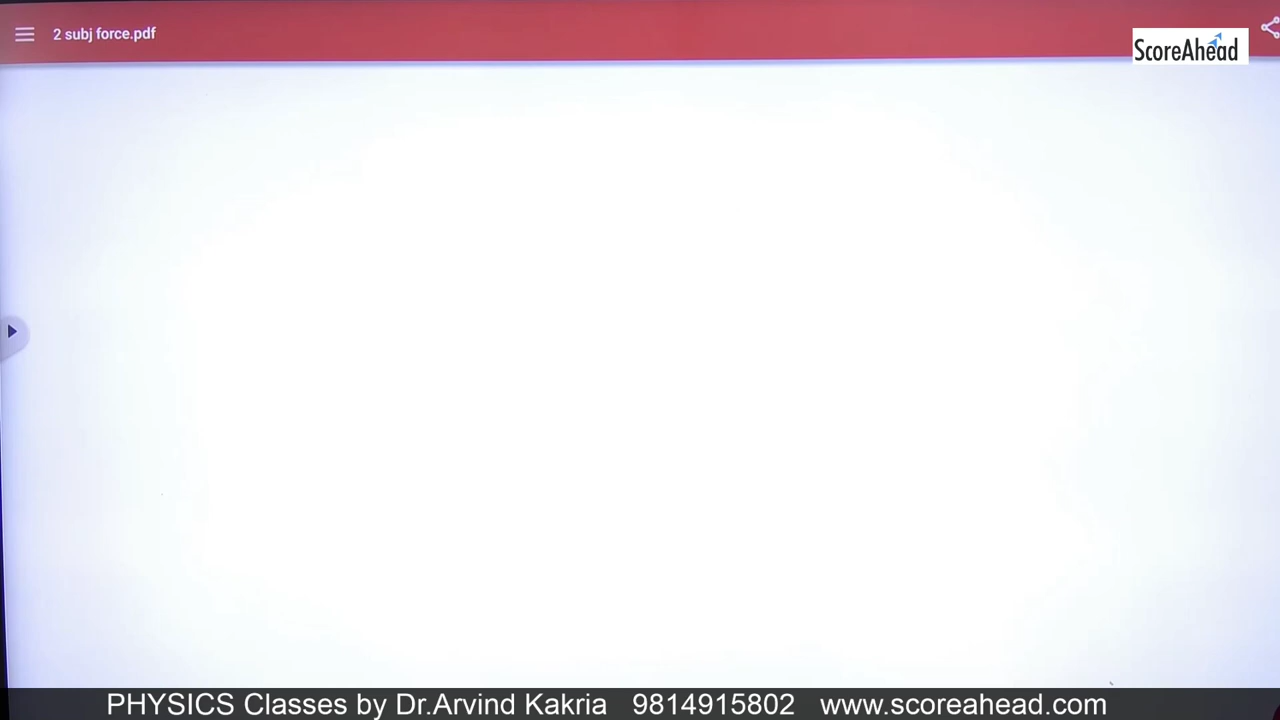 2 subj force.pdf
ScoreAhead
PHYSICS Classes by Dr.Arvind Kakria 9814915802 www.scoreahead.com